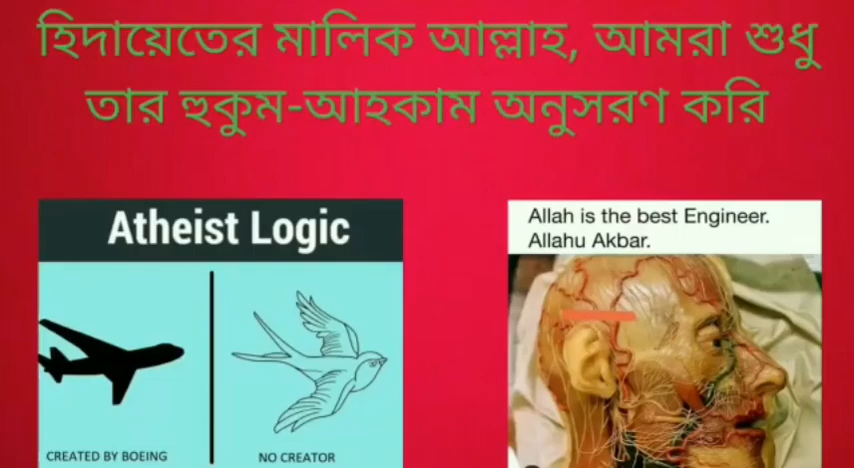 হিদায়েতের মালিক আল্লাহ, আমরা শুধু
তার হুকুম-আহকাম অনুসরণ করি
Atheist Logic
CREATED BY BOEING
NO CREATOR
Allah is the best Engineer.
Allahu Akbar.